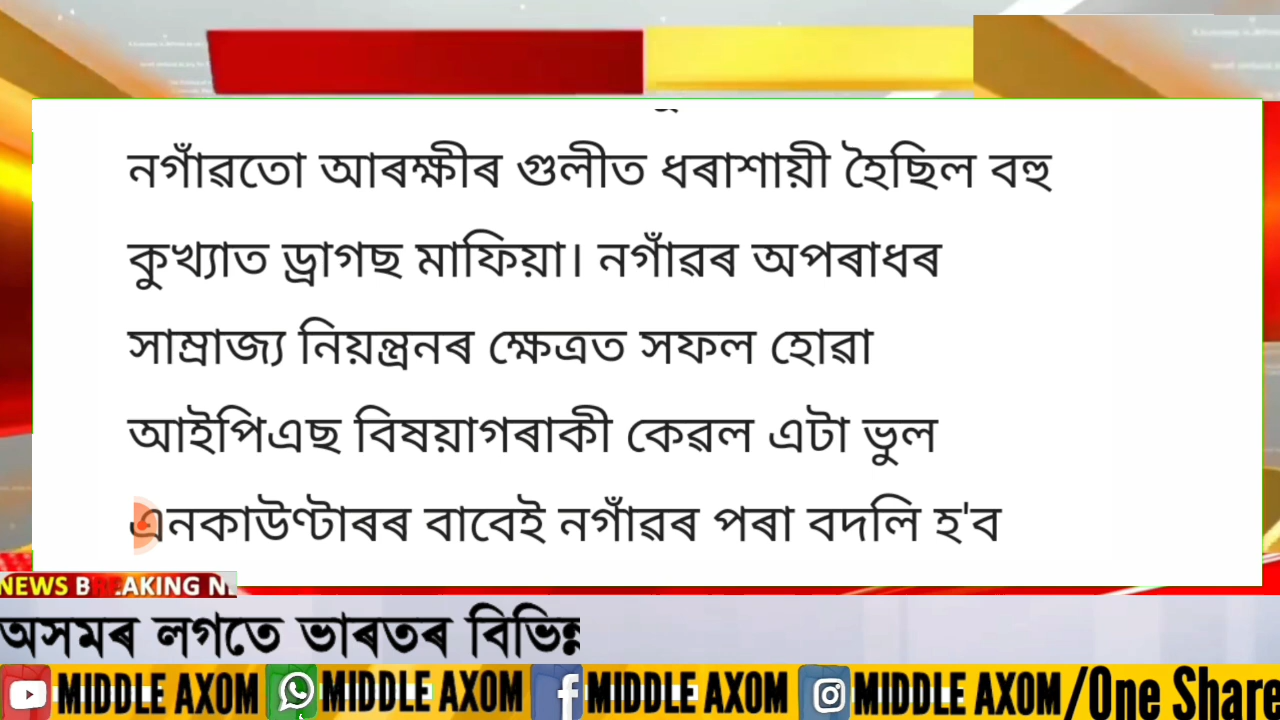 নগাঁৱতো আৰক্ষীৰ গুলীত ধৰাশায়ী হৈছিল বহু
কুখ্যাত ড্ৰাগছ মাফিয়া। নগাঁৱৰ অপৰাধৰ
সাম্ৰাজ্য নিয়ন্ত্ৰনৰ ক্ষেত্ৰত সফল হোৱা
আইপিএছ বিষয়াগৰাকী কেৱল এটা ভুল
এনকাউণ্টাৰৰ বাবেই নগাঁৱৰ পৰা বদলি হ'ব
NEWS
অসমৰ লগতে ভাৰতৰ বিভিন্ন
MIDDLE AXOM MIDDLE AXOM MIDDLE AXOM MIDDLE AXOM/One Share